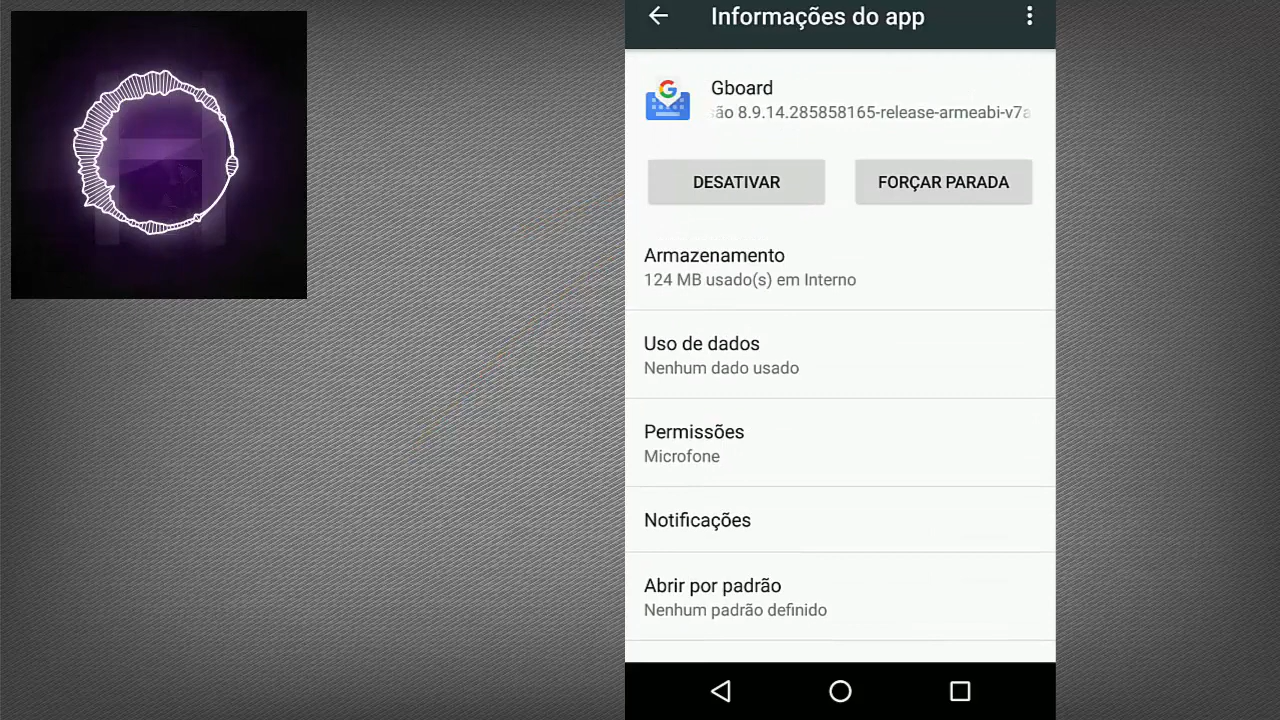 Informações do app
Gboard
ão 8.9.14.285858165-release-armeabi-v7a
DESATIVAR
FORÇAR PARADA
Armazenamento
124 MB usado(s) em Interno
Uso de dados
Nenhum dado usado
Permissões
Microfone
Notificações
Abrir por padrão
Nenhum padrão definido